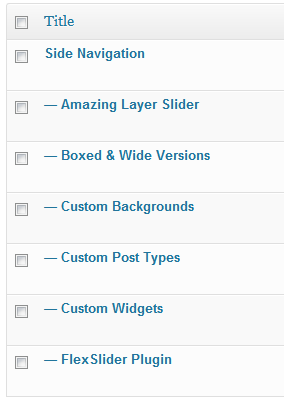 Title
Side Navigation
— Amazing Layer Slider
— Boxed & Wide Versions
— Custom Backgrounds
— Custom Post Types
— Custom Widgets
— FlexSlider Plugin